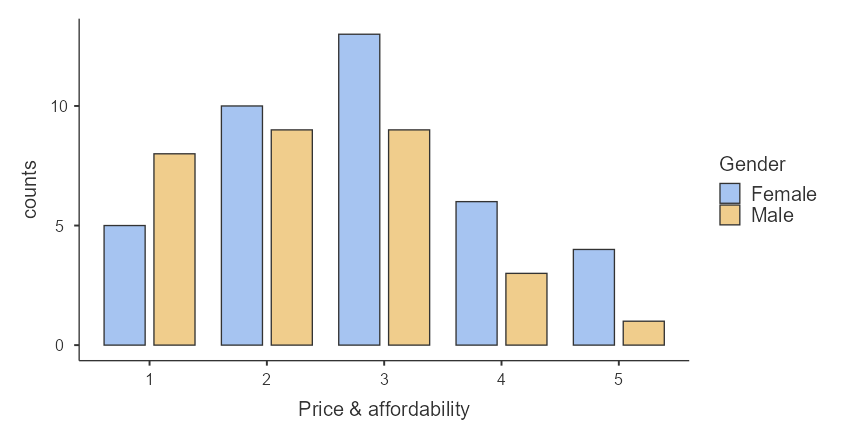 10
5
0
counts
1 2 3 4 5
Price & affordability
Gender
Female
Male